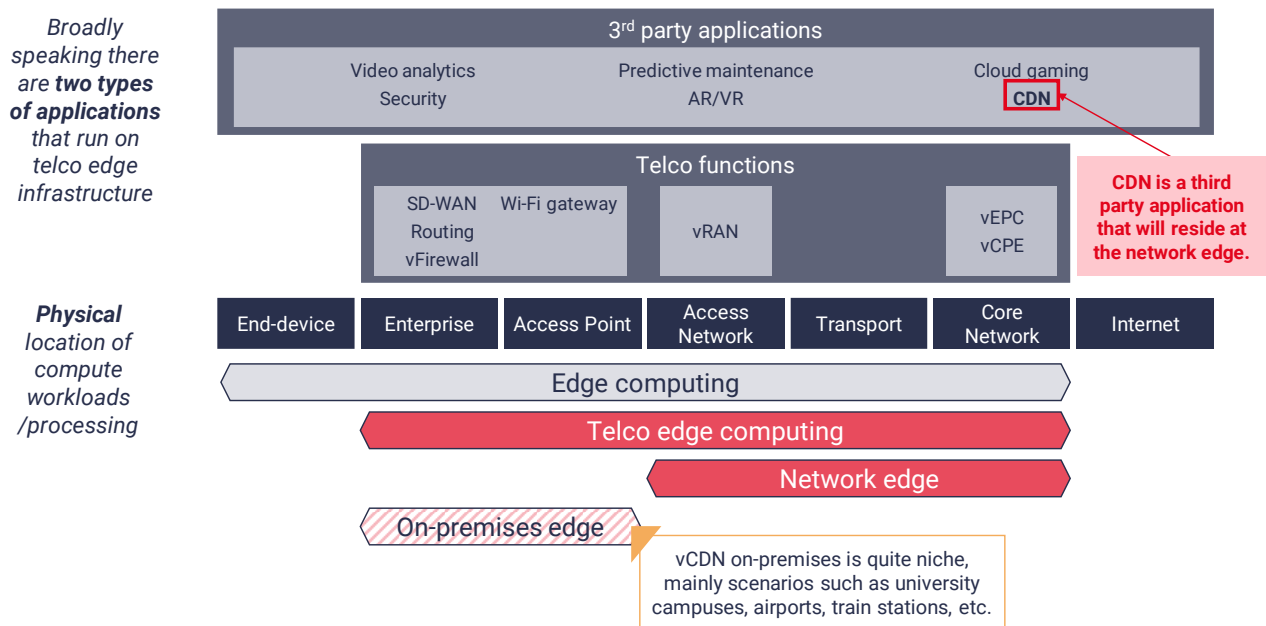 Broadly
speaking there
are two types
of applications
that run on
telco edge
infrastructure
3rd party applications
Video analytics
Security
Predictive maintenance
AR/VR
Cloud gaming
CDN
Telco functions
SD-WAN
Routing
vFirewall
Wi-Fi gateway
vRAN
vEPC
vCPE
CDN is a third
party application
that will reside at
the network edge.
Physical
location of
compute
workloads
/processing
End-device
Enterprise
Access Point
Access
Network
Transport
Core
Network
Internet
Edge computing
Telco edge computing
Network edge
On-premises edge
vCDN on-premises is quite niche,
mainly scenarios such as university
campuses, airports, train stations, etc.